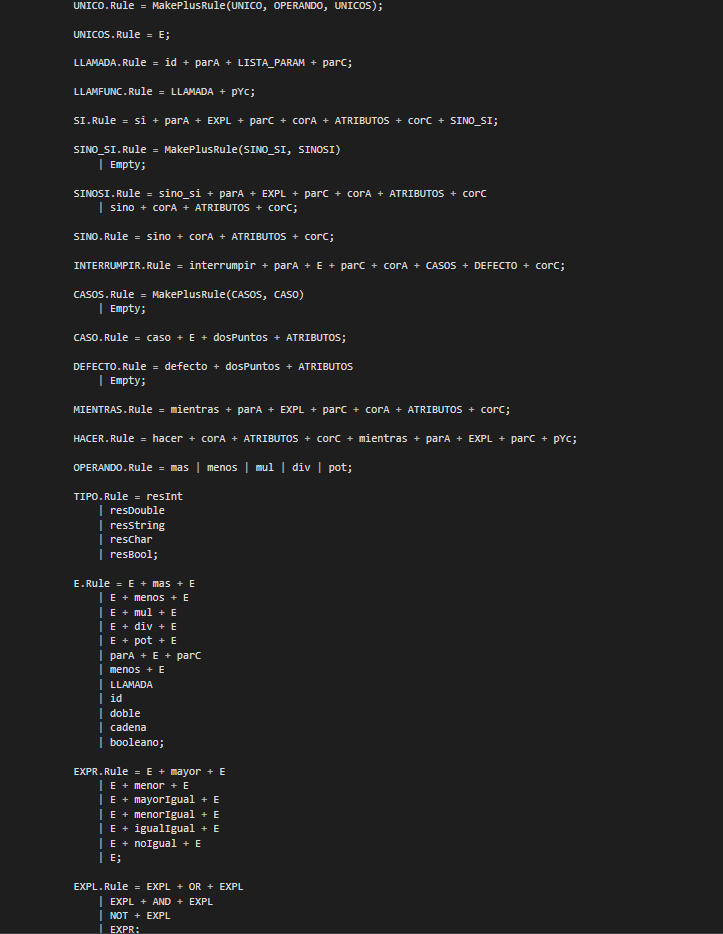 UNICO.Rule = MakePlusRule(UNICO, OPERANDO, UNICOS);
UNICOS.Rule = E;
LLAMADA.Rule = id + parA + LISTA_PARAM + parC;
LLAMFUNC.Rule = LLAMADA + pYc;
SI.Rule = si + parA + EXPL + parC + corA + ATRIBUTOS + corC + SINO_SI;
SINO_SI.Rule = MakePlusRule(SINO_SI, SINOSI)
| Empty;
SINOSI.Rule = sino_si + parA + EXPL + parC + corA + ATRIBUTOS + corC
| sino + corA + ATRIBUTOS + corC;
SINO.Rule = sino + corA + ATRIBUTOS + corC;
INTERRUMPIR.Rule = interrumpir + parA + E + parC + corA + CASOS + DEFECTO + corC;
CASOS.Rule = MakePlusRule(CASOS, CASO)
| Empty;
CASO.Rule = caso + E + dosPuntos + ATRIBUTOS;
DEFECTO.Rule = defecto + dosPuntos + ATRIBUTOS
| Empty;
MIENTRAS.Rule = mientras + parA + EXPL + parC + corA + ATRIBUTOS + corC;
HACER.Rule = hacer + corA + ATRIBUTOS + corC + mientras + parA + EXPL + parC + pYc;
OPERANDO.Rule = mas | menos | mul | div | pot;
TIPO.Rule = resInt
| resDouble
| resString
| resChar
| resBool;
E.Rule = E + mas + E
| E + menos + E
| E + mul + E
| E + div + E
| E + pot + E
| parA + E + parC
| menos + E
| LLAMADA
| id
| doble
| cadena
| booleano;
EXPR.Rule = E + mayor + E
| E + menor + E
| E + mayorIgual + E
| E + menorIgual + E
| E + igualIgual + E
| E + noIgual + E
| E;
EXPL.Rule = EXPL + OR + EXPL
| EXPL + AND + EXPL
| NOT + EXPL
| EXPR;